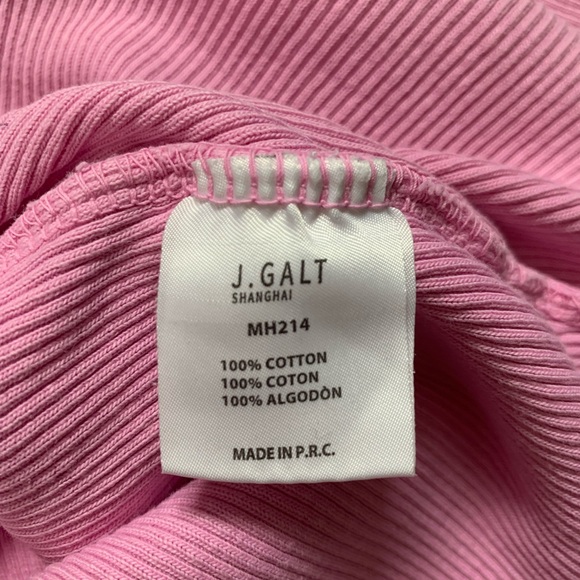 J.GALT
SHANGHAI
MH214
100% COTTON
100% COTON
100% ALGODÒN
MADE IN P.R.C.